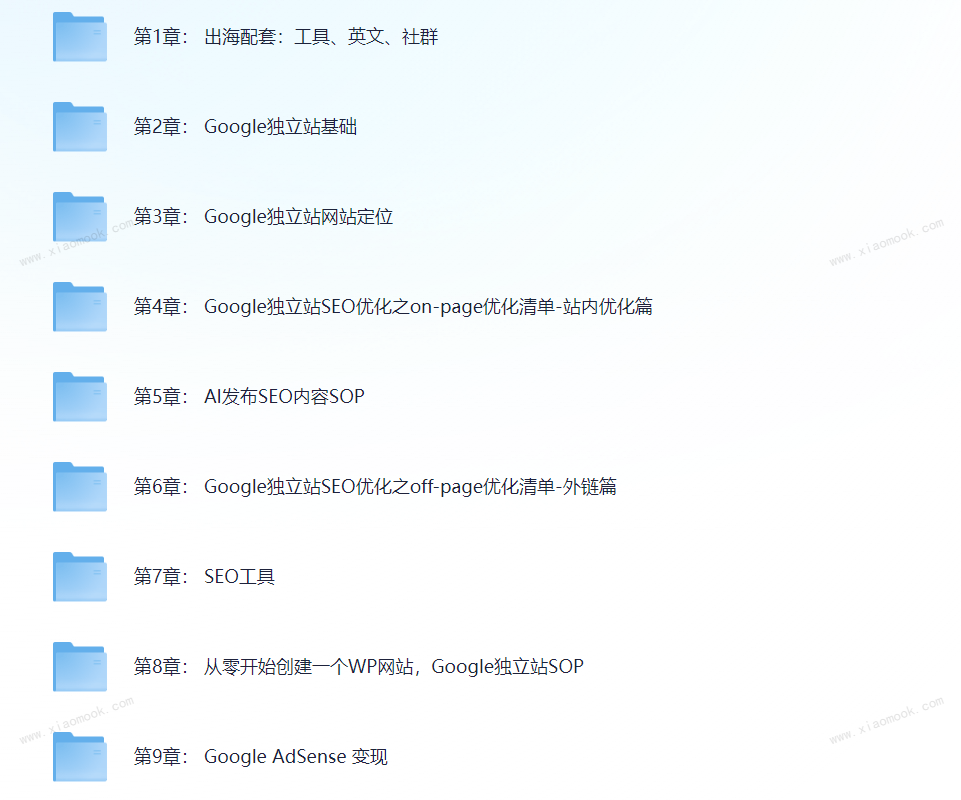 第1章： 出海配套：工具、英文、社群
第2章： Google独立站基础
第3章： Google独立站网站定位
www.xiaomook.com
www.xiaomook.com
第4章： Google独立站SEO优化之on-page优化清单-站内优化篇
第5章： AI发布SEO内容SOP
第6章： Google独立站SEO优化之off-page优化清单-外链篇
第7章： SEO工具
第8章： 从零开始创建一个WP网站，Google独立站SOP
www.xiaomook.com
www.xiaomook.com
第9章： Google AdSense 变现